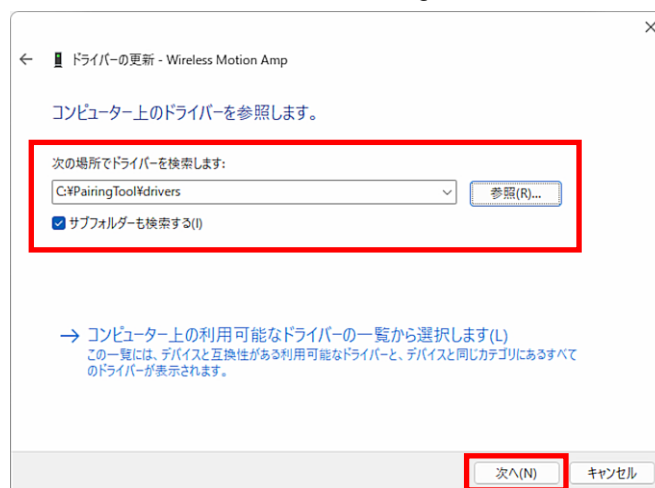 ドライバーの更新 - Wireless Motion Amp
コンピューター上のドライバーを参照します。
次の場所でドライバーを検索します:
C:¥PairingTool¥drivers
参照(R)...
サブフォルダーも検索する(I)
→ コンピューター上の利用可能なドライバーの一覧から選択します(L)
この一覧には、デバイスと互換性がある利用可能なドライバーと、デバイスと同じカテゴリにあるすべて
のドライバーが表示されます。
次へ(N)
キャンセル